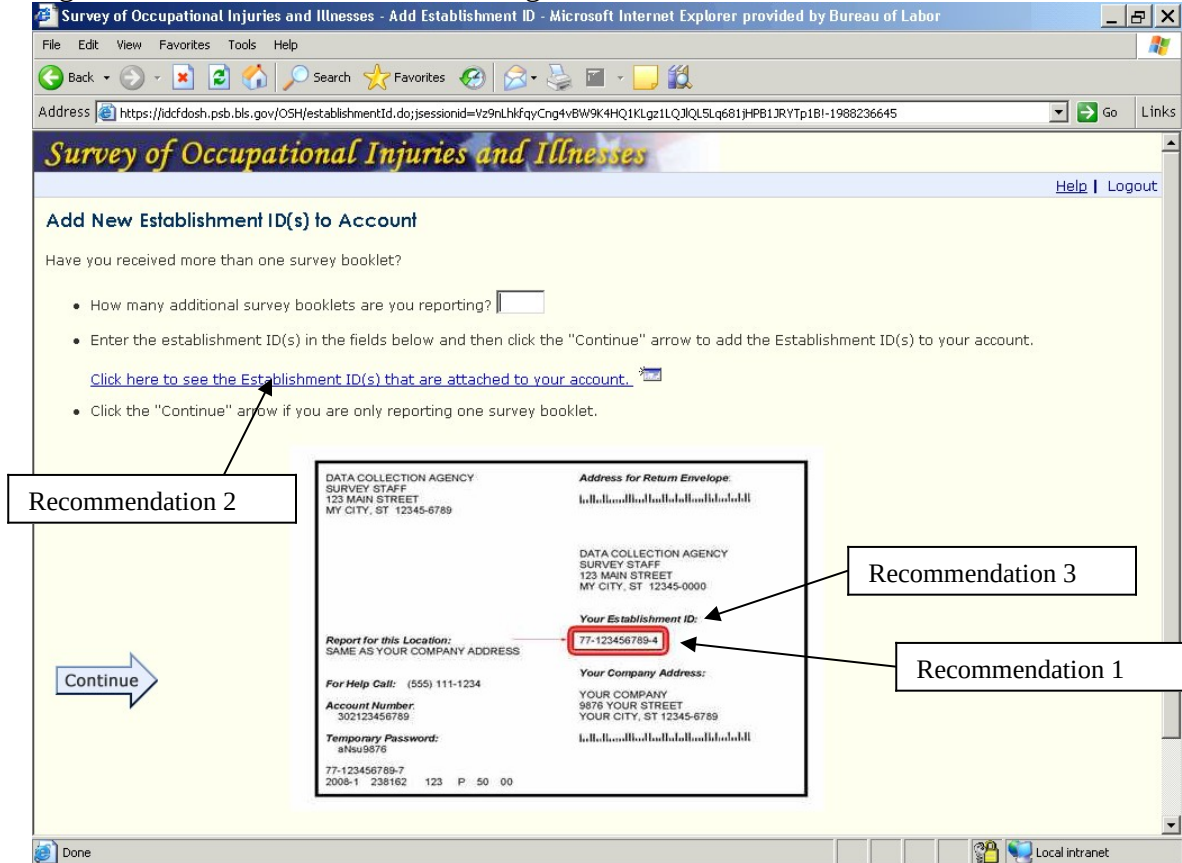 Survey of Occupational Injuries and Illnesses - Add Establishment ID - Microsoft Internet Explorer provided by Bureau of Labor
File Edit View Favorites Tools Help
Back Search Favorites
Address https://idcfdosh.psb.bls.gov/OSH/establishmentId.do;jsessionid=Vz9nLhkfqyCng4vBW9K4HQ1KLgz1LQJlQL5Lq681jHPB1JRYTp1B!-1988236645 Go Links
Survey of Occupational Injuries and Illnesses
Help | Logout
Add New Establishment ID(s) to Account
Have you received more than one survey booklet?
• How many additional survey booklets are you reporting?
• Enter the establishment ID(s) in the fields below and then click the "Continue" arrow to add the Establishment ID(s) to your account.
Click here to see the Establishment ID(s) that are attached to your account.
• Click the "Continue" arrow if you are only reporting one survey booklet.
Recommendation 2
DATA COLLECTION AGENCY
SURVEY STAFF
123 MAIN STREET
MY CITY, ST 12345-6789
Address for Return Envelope:
DATA COLLECTION AGENCY
SURVEY STAFF
123 MAIN STREET
MY CITY, ST 12345-0000
Recommendation 3
Your Establishment ID:
77-123456789-4
Recommendation 1
Report for this Location:
SAME AS YOUR COMPANY ADDRESS
Your Company Address:
YOUR COMPANY
9876 YOUR STREET
YOUR CITY, ST 12345-6789
Continue
For Help Call: (555) 111-1234
Account Number:
302123456789
Temporary Password:
aNsu9876
77-123456789-7
2008-1 238162 123 P 50 00
Done
Local intranet